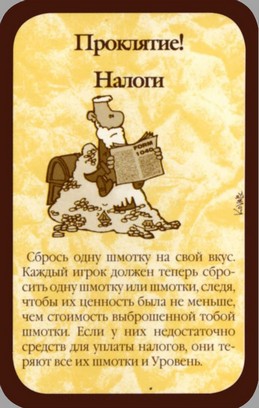 Проклятие!
Налоги
FORM
1040
Сбрось одну шмотку на свой вкус.
Каждый игрок должен теперь сбро-
сить одну шмотку или шмотки, следя,
чтобы их ценность была не меньше,
чем стоимость выброшенной тобой
шмотки. Если у них недостаточно
средств для уплаты налогов, они те-
ряют все их шмотки и Уровень.